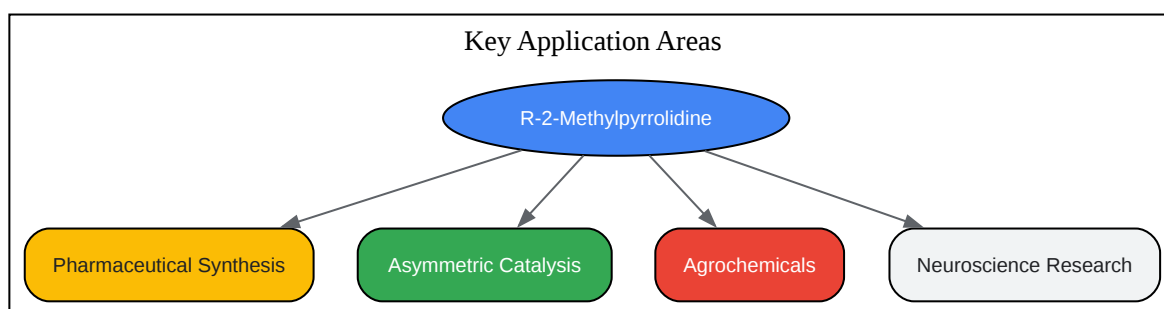 Key Application Areas
R-2-Methylpyrrolidine
Pharmaceutical Synthesis
Asymmetric Catalysis
Agrochemicals
Neuroscience Research